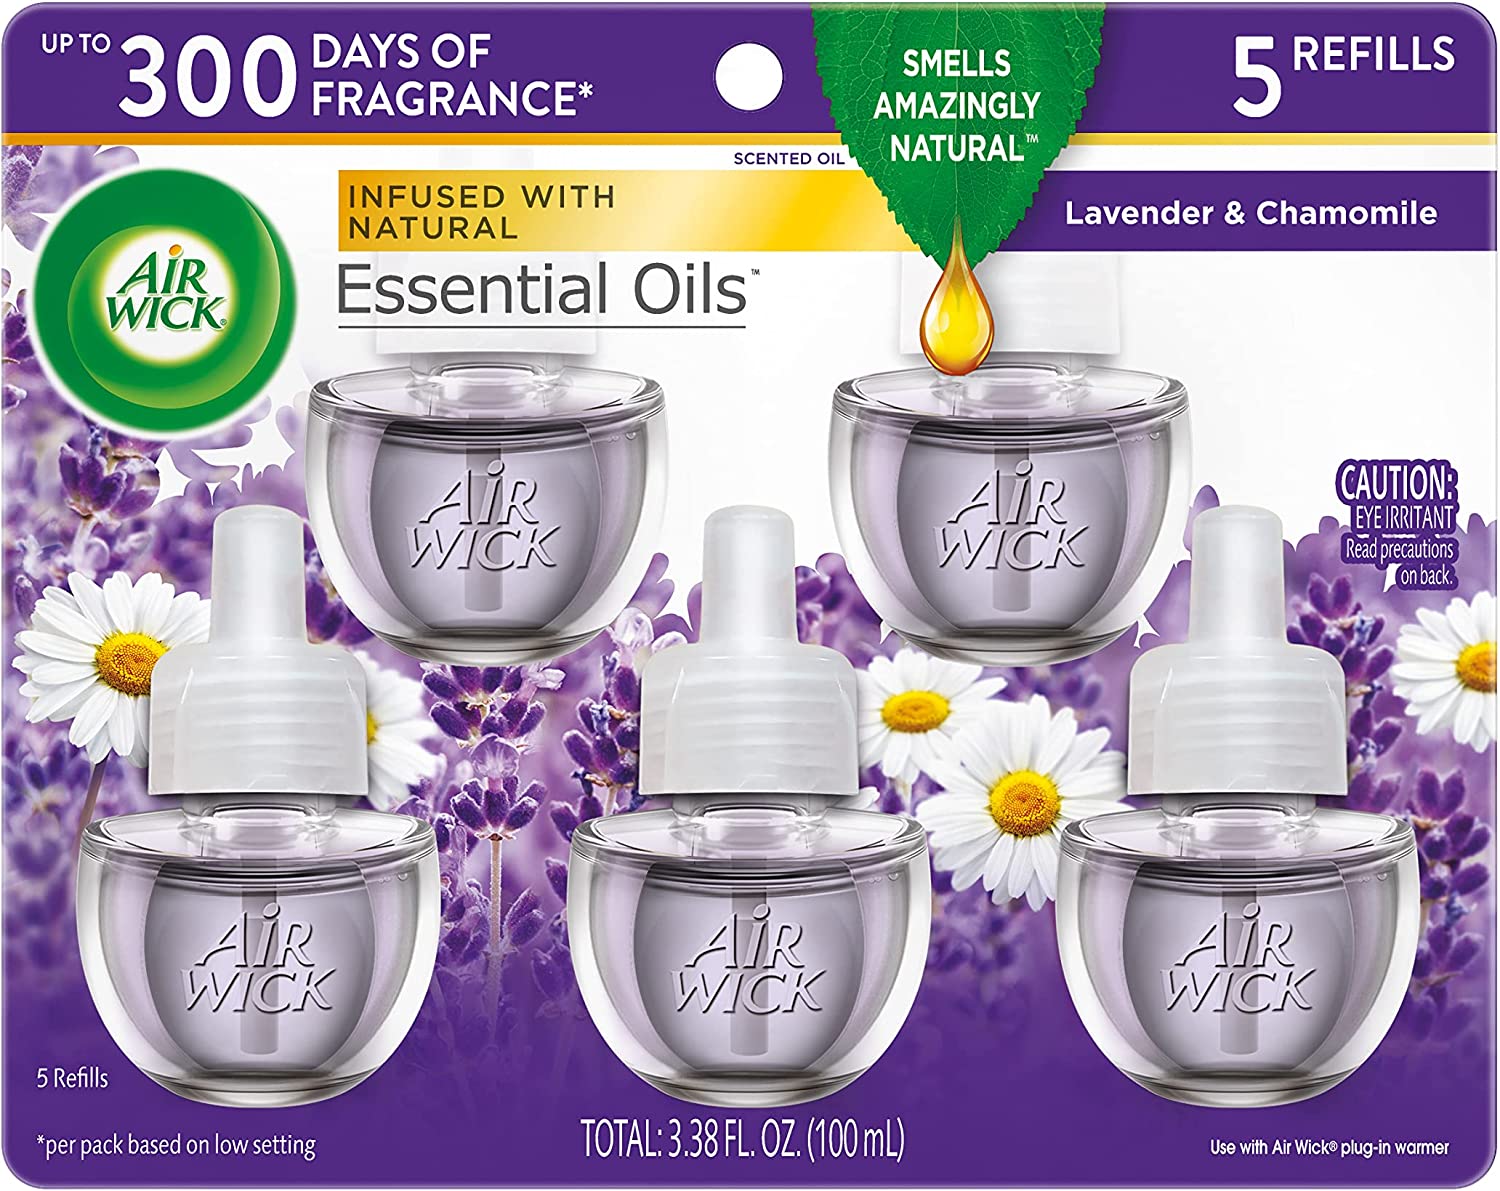 UP TO 300 DAYS OF
FRAGRANCE*
SMELLS
AMAZINGLY
NATURAL™
5 REFILLS
SCENTED OIL
INFUSED WITH
NATURAL
Essential Oils™
Lavender & Chamomile
AiR
WICK®
AiR
WICK
AiR
WICK
CAUTION:
EYE IRRITANT
Read precautions
on back.
AiR
WICK
AiR
WICK
AiR
WICK
5 Refills
*per pack based on low setting
TOTAL: 3.38 FL. OZ. (100 mL)
Use with Air Wick® plug-in warmer